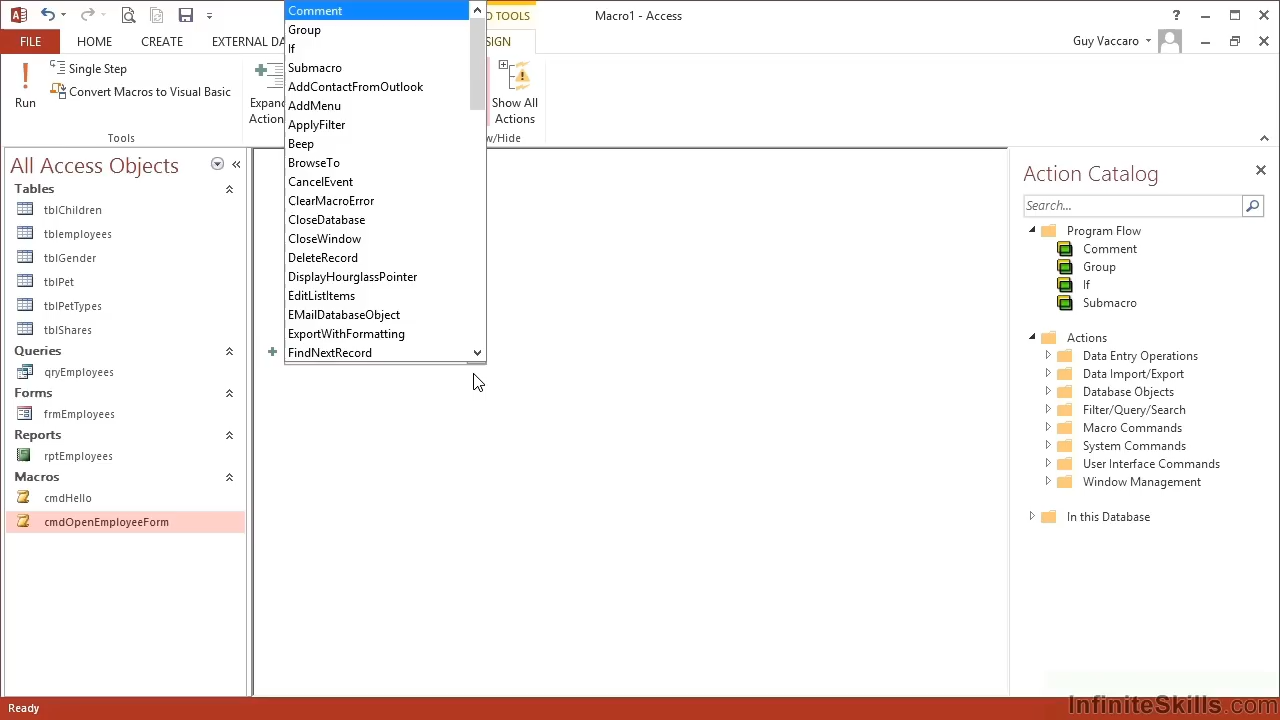 Macro1 - Access
?
FILE
HOME
CREATE
EXTERNAL DA
D TOOLS
SIGN
Guy Vaccaro
Run
Single Step
Convert Macros to Visual Basic
Tools
Expan
Action
Show All
Actions
w/Hide
Comment
Group
If
Submacro
AddContactFromOutlook
AddMenu
ApplyFilter
Beep
BrowseTo
CancelEvent
ClearMacroError
CloseDatabase
CloseWindow
DeleteRecord
DisplayHourglassPointer
EditListItems
EMailDatabaseObject
ExportWithFormatting
FindNextRecord
All Access Objects
Tables
tblChildren
tblemployees
tblGender
tblPet
tblPetTypes
tblShares
Queries
qryEmployees
Forms
frmEmployees
Reports
rptEmployees
Macros
cmdHello
cmdOpenEmployeeForm
Action Catalog
Search...
Program Flow
Comment
Group
If
Submacro
Actions
Data Entry Operations
Data Import/Export
Database Objects
Filter/Query/Search
Macro Commands
System Commands
User Interface Commands
Window Management
In this Database
Ready
InfiniteSkills.com